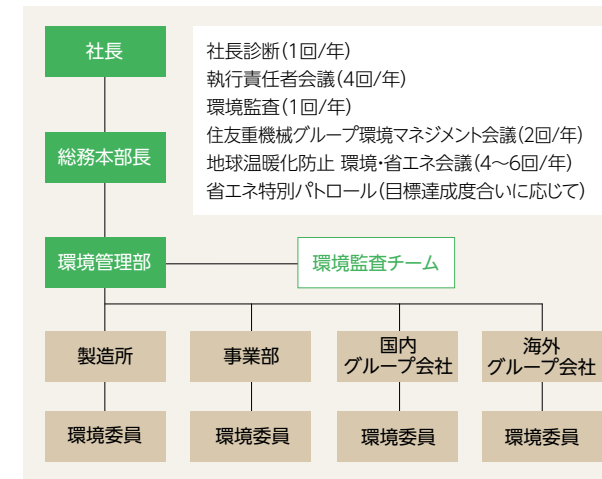 社長
社長診断(1回/年)
執行責任者会議(4回/年)
環境監査(1回/年)
住友重機械グループ環境マネジメント会議(2回/年)
地球温暖化防止 環境・省エネ会議(4〜6回/年)
省エネ特別パトロール(目標達成度合いに応じて)
総務本部長
環境管理部
環境監査チーム
製造所
事業部
国内
グループ会社
海外
グループ会社
環境委員
環境委員
環境委員
環境委員